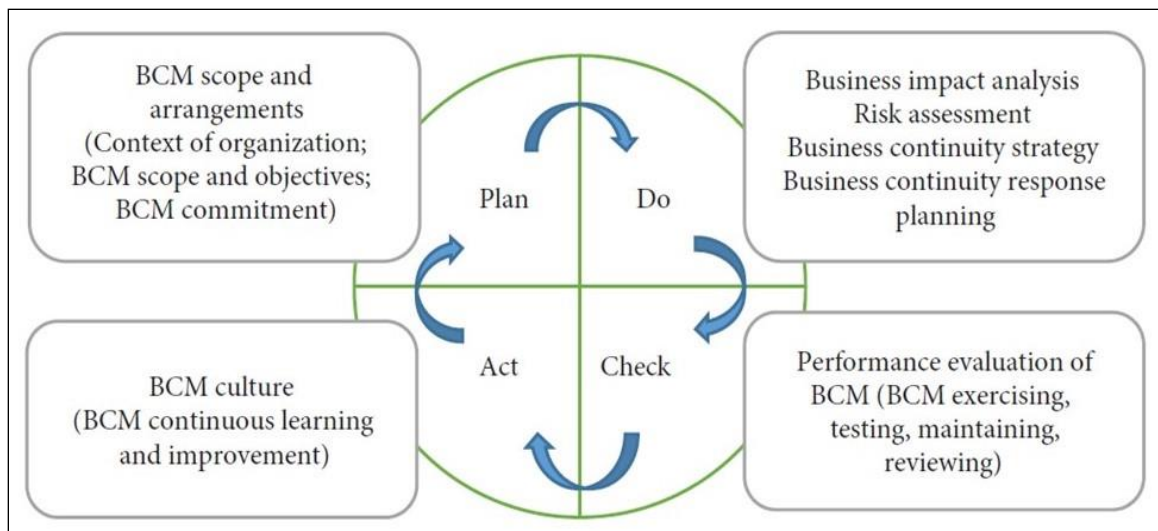 BCM scope and
arrangements
(Context of organization;
BCM scope and objectives;
BCM commitment)
Business impact analysis
Risk assessment
Business continuity strategy
Business continuity response
planning
Plan
Do
Act
Check
BCM culture
(BCM continuous learning
and improvement)
Performance evaluation of
BCM (BCM exercising,
testing, maintaining,
reviewing)